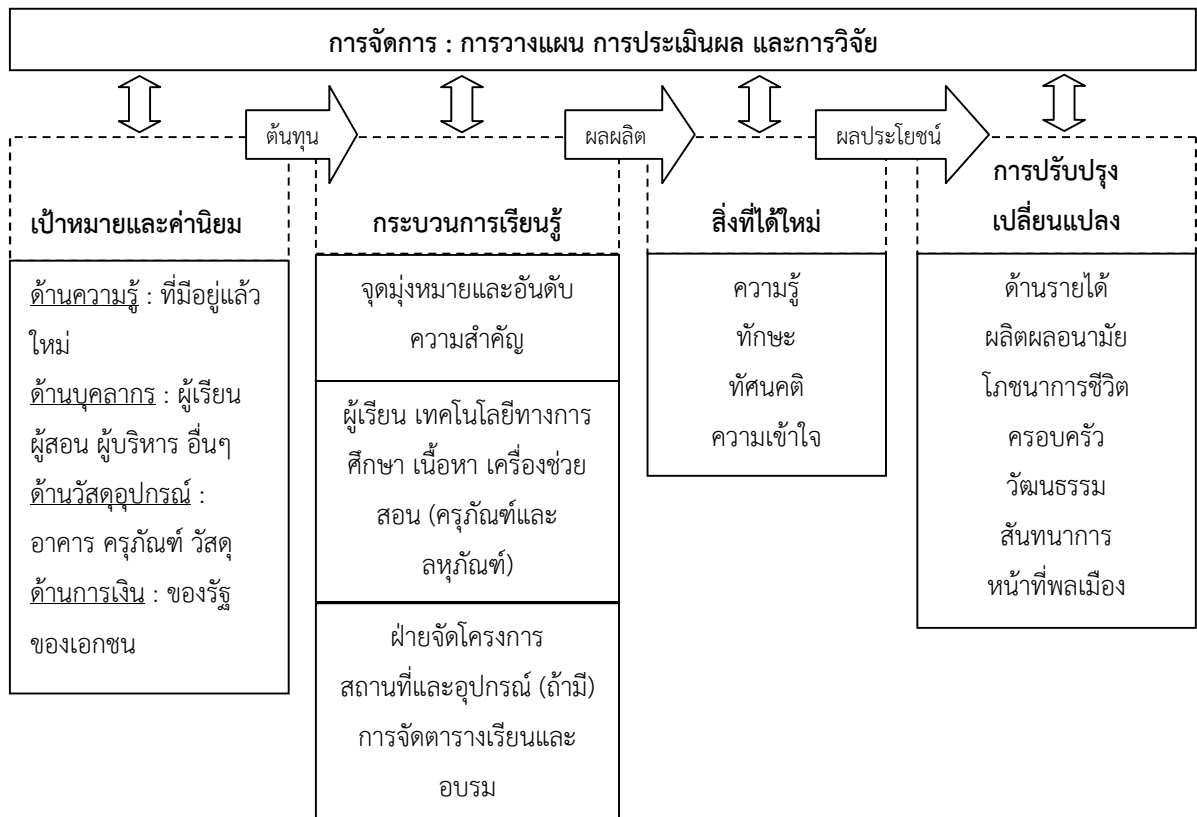 การจัดการ : การวางแผน การประเมินผล และการวิจัย
ต้นทุน
ผลผลิต
ผลประโยชน์
เป้าหมายและค่านิยม
ด้านความรู้ : ที่มีอยู่แล้ว
ใหม่
ด้านบุคลากร : ผู้เรียน
ผู้สอน ผู้บริหาร อื่นๆ
ด้านวัสดุอุปกรณ์ :
อาคาร ครุภัณฑ์ วัสดุ
ด้านการเงิน : ของรัฐ
ของเอกชน
กระบวนการเรียนรู้
จุดมุ่งหมายและอันดับ
ความสำคัญ
ผู้เรียน เทคโนโลยีทางการ
ศึกษา เนื้อหา เครื่องช่วย
สอน (ครุภัณฑ์และ
ลหุภัณฑ์)
ฝ่ายจัดโครงการ
สถานที่และอุปกรณ์ (ถ้ามี)
การจัดตารางเรียนและ
อบรม
สิ่งที่ได้ใหม่
ความรู้
ทักษะ
ทัศนคติ
ความเข้าใจ
การปรับปรุง
เปลี่ยนแปลง
ด้านรายได้
ผลิตผลอนามัย
โภชนาการชีวิต
ครอบครัว
วัฒนธรรม
สันทนาการ
หน้าที่พลเมือง